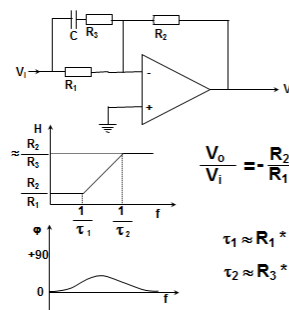 C R3 R2
Vi R1 - V
+
H
≈ R2/R3
R2/R1
1/τ1 1/τ2 f
Vo/Vi =- R2/R1
φ
+90
0 f
τ1 ≈ R1 *
τ2 ≈ R3 *